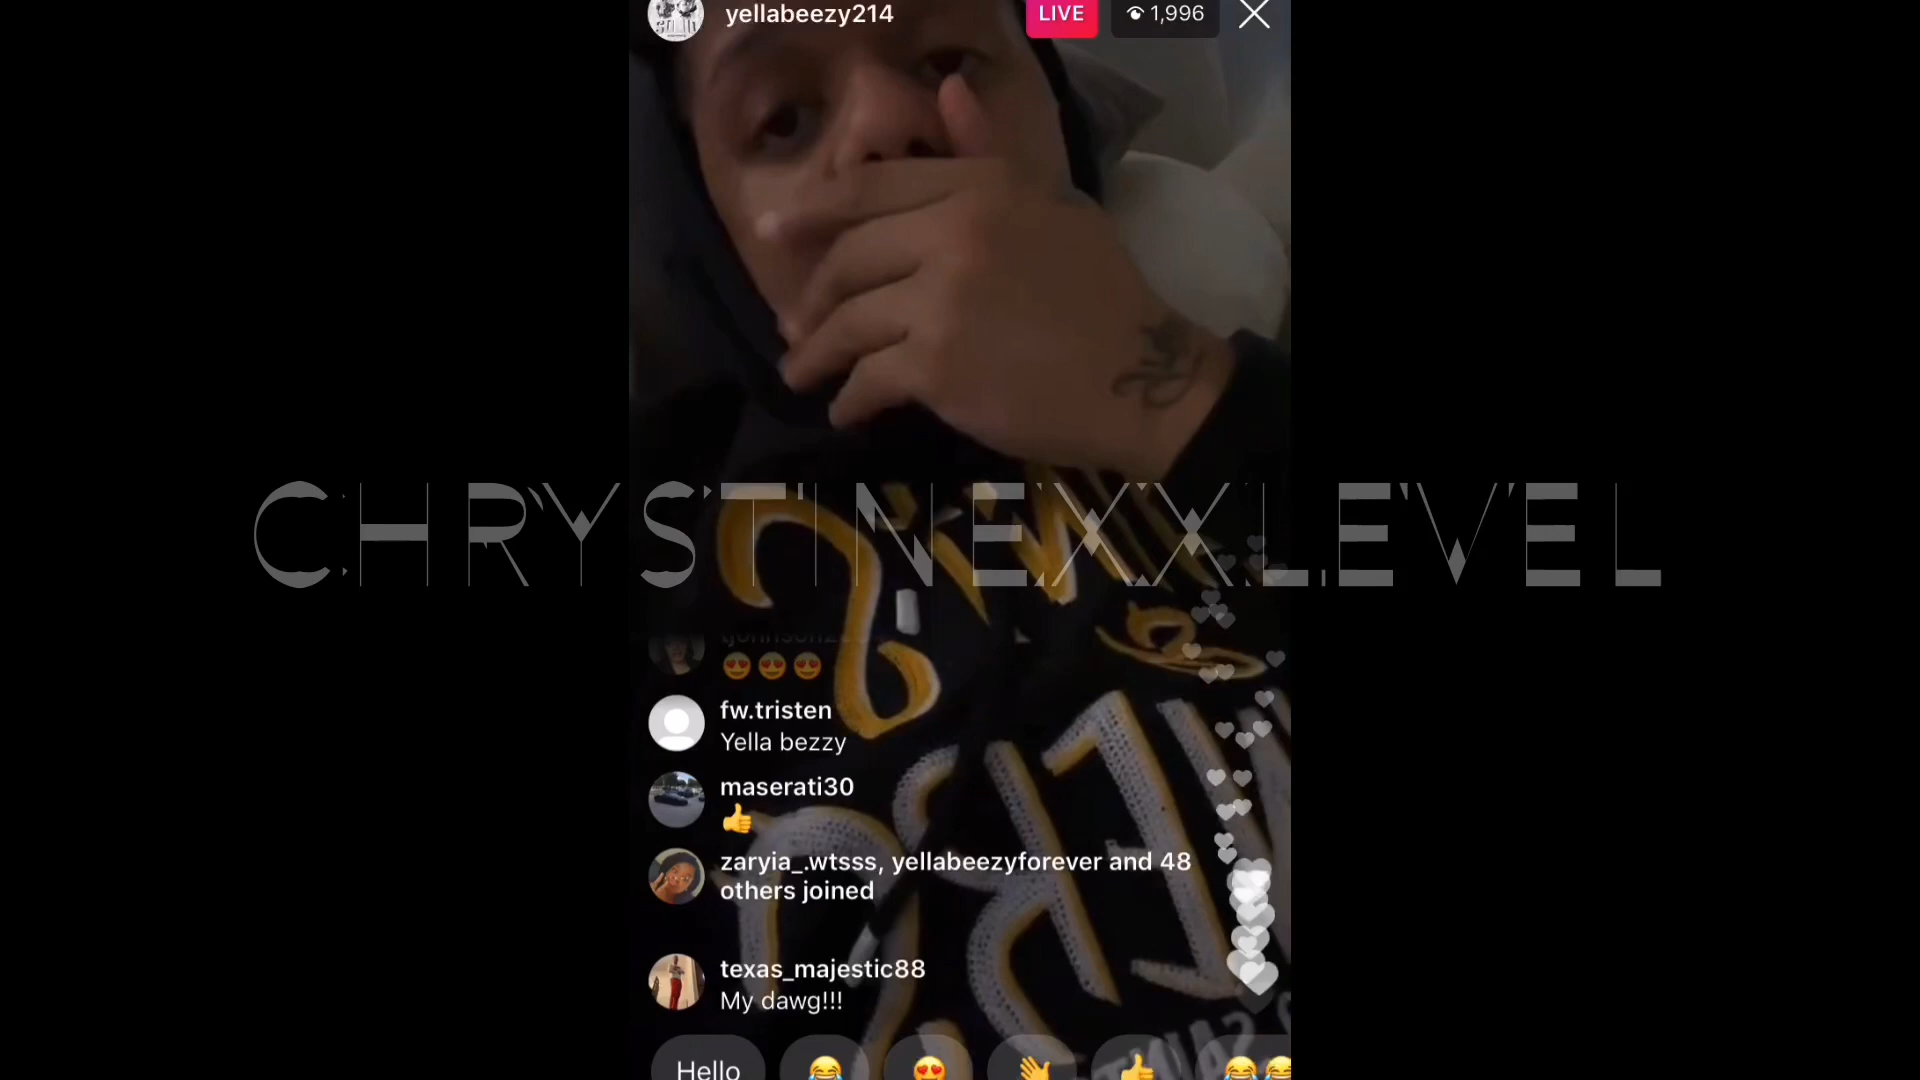 yellabeezy214
LIVE
1,996
CHRYSTINEXXLEVEL
😍😍😍
fw.tristen
Yella bezzy
maserati30
👍
zaryia_.wtsss, yellabeezyforever and 48
others joined
texas_majestic88
My dawg!!!
Hello 😂 😍 👋 👍 😂😂